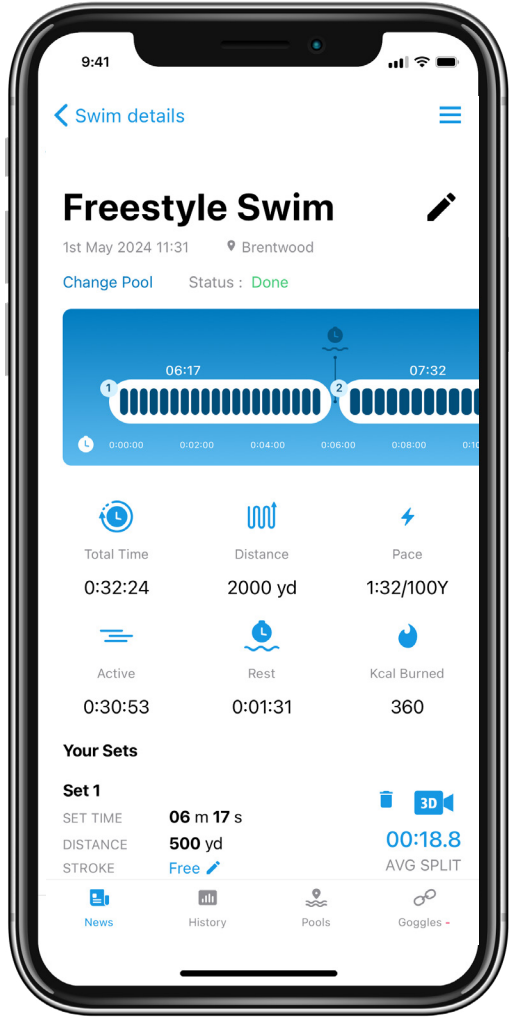 9:41
Swim details
Freestyle Swim
1st May 2024 11:31 Brentwood
Change Pool Status : Done
06:17 07:32
1 2
0:00:00 0:02:00 0:04:00 0:06:00 0:08:00 0:10
Total Time Distance Pace
0:32:24 2000 yd 1:32/100Y
Active Rest Kcal Burned
0:30:53 0:01:31 360
Your Sets
Set 1
3D
SET TIME 06 m 17 s
00:18.8
DISTANCE 500 yd
AVG SPLIT
STROKE Free
News History Pools Goggles -